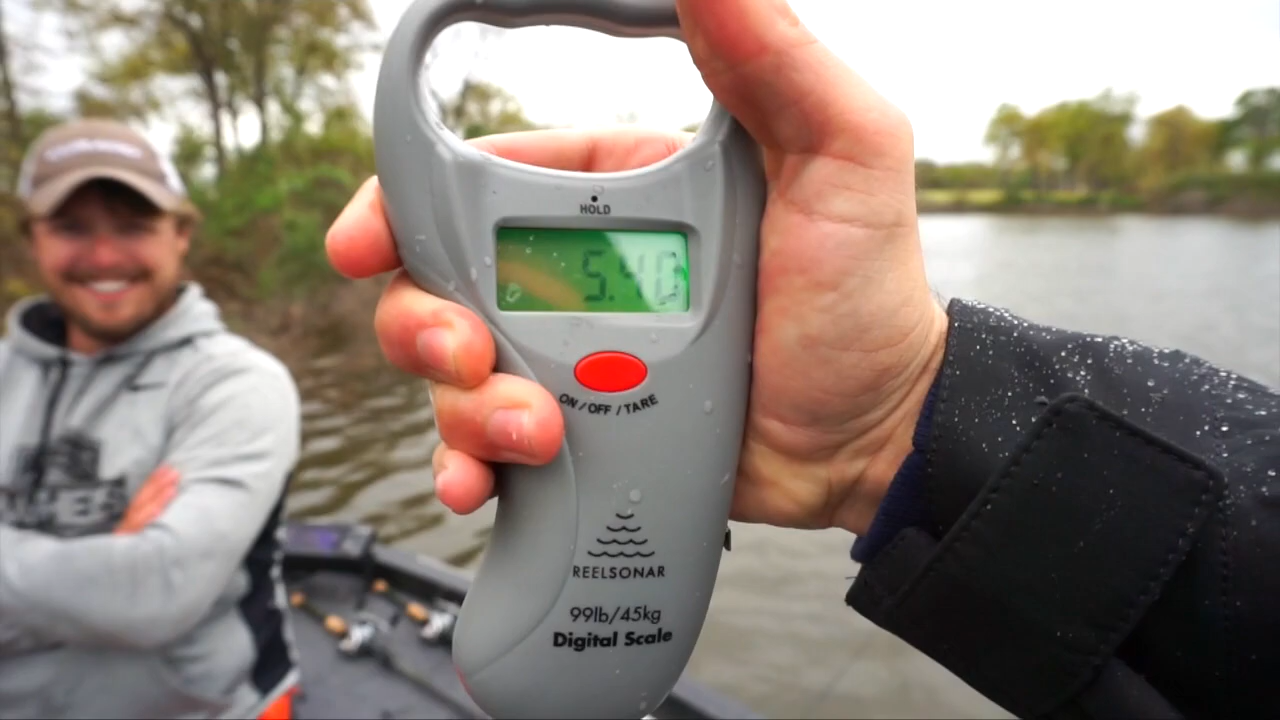 HOLD
5.40
ON / OFF / TARE
REELSONAR
99lb/45kg
Digital Scale